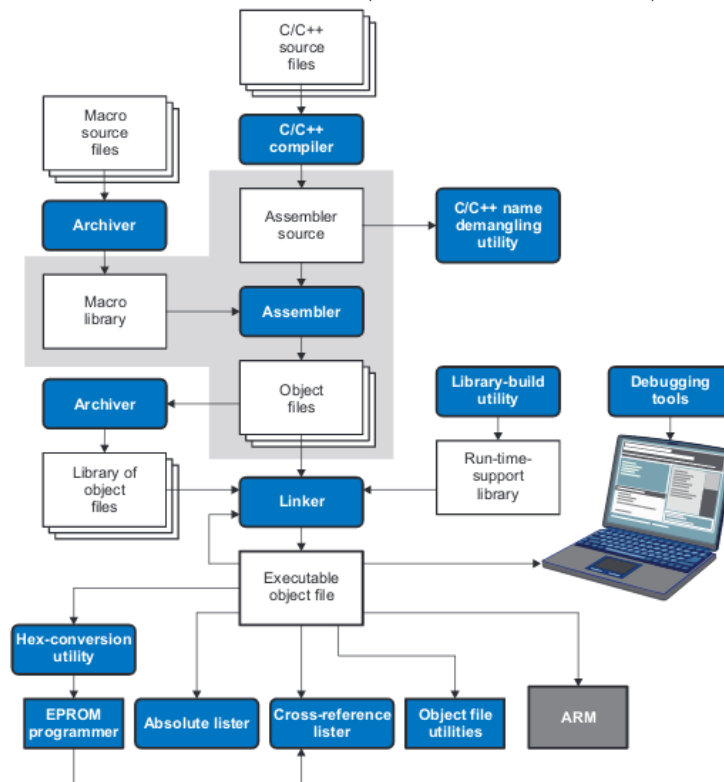 C/C++
source
files
Macro
source
files
C/C++
compiler
Archiver
Assembler
source
C/C++ name
demangling
utility
Macro
library
Assembler
Archiver
Object
files
Library-build
utility
Debugging
tools
Library of
object
files
Linker
Run-time-
support
library
Executable
object file
Hex-conversion
utility
EPROM
programmer
Absolute lister
Cross-reference
lister
Object file
utilities
ARM